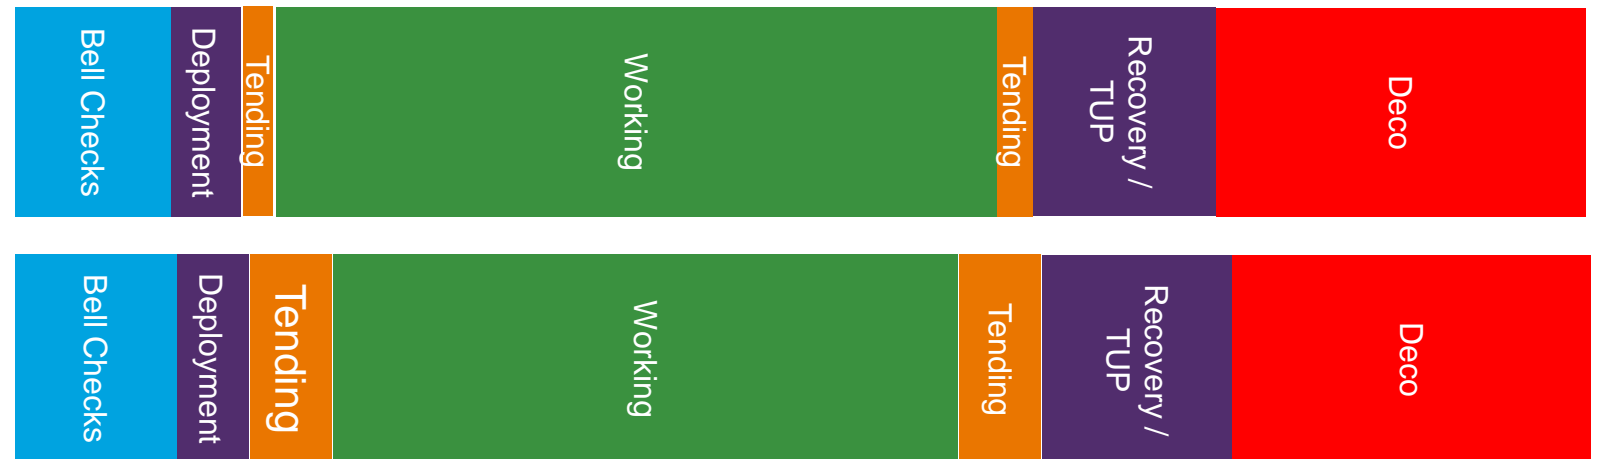 Bell Checks
Deployment
Tending
Working
Tending
Recovery /
TUP
Deco
Bell Checks
Deployment
Tending
Working
Tending
Recovery /
TUP
Deco